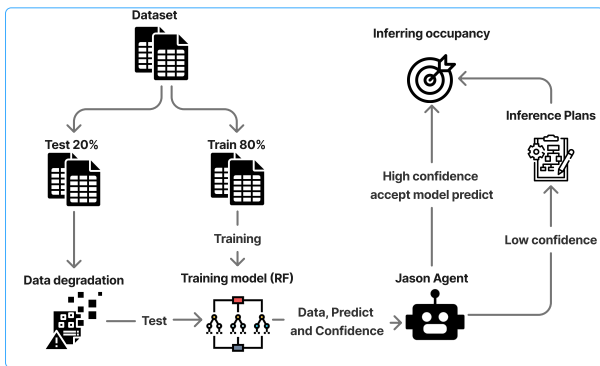 Dataset
Inferring occupancy
Inference Plans
Test 20%
Train 80%
High confidence
accept model predict
Training
Low confidence
Data degradation
Training model (RF)
Jason Agent
Test
Data, Predict
and Confidence